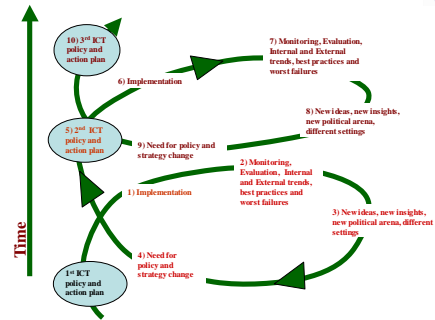 10) 3rd ICT
policy and
action plan
7) Monitoring, Evaluation,
Internal and External
trends, best practices and
worst failures
6) Implementation
8) New ideas, new insights,
new political arena,
different settings
5) 2nd ICT
policy and
action plan
9) Need for policy and
strategy change
2) Monitoring,
Evaluation, Internal
and External trends,
best practices and
worst failures
1) Implementation
3) New ideas, new insights,
new political arena, different
settings
4) Need for
policy and
strategy change
1st ICT
policy and
action plan
Time